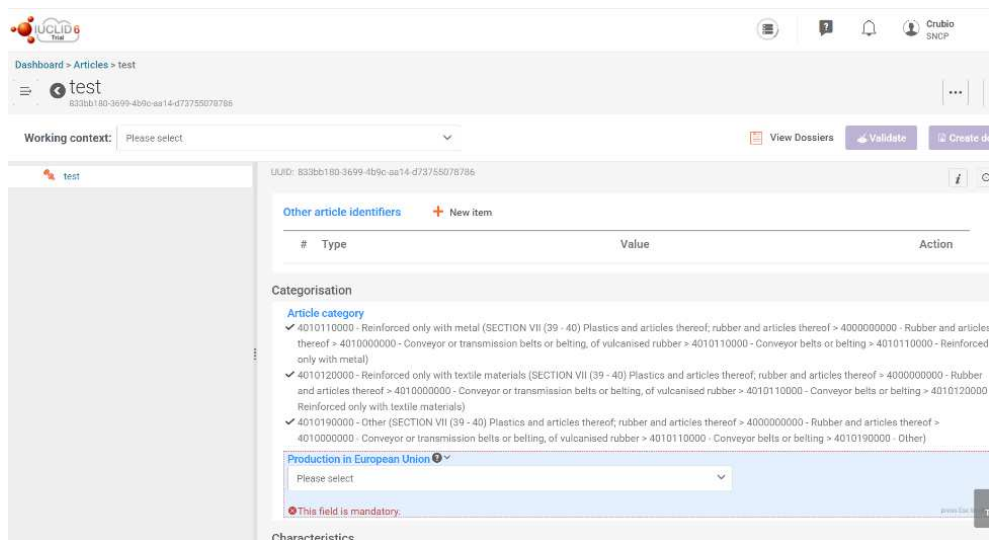 IUCLID 6
Trial
Crubio
SNCP
Dashboard > Articles > test
test
833bb180-3699-4b9c-aa14-d73755078786
Working context: Please select
View Dossiers
Validate
Create
test
UUID: 833bb180-3699-4b9c-aa14-d73755078786
Other article identifiers
New item
# Type Value Action
Categorisation
Article category
4010110000 - Reinforced only with metal (SECTION VII (39 - 40) Plastics and articles thereof; rubber and articles thereof > 4000000000 - Rubber and articles
thereof > 4010000000 - Conveyor or transmission belts or belting, of vulcanised rubber > 4010110000 - Conveyor belts or belting > 4010110000 - Reinforced
only with metal)
4010120000 - Reinforced only with textile materials (SECTION VII (39 - 40) Plastics and articles thereof; rubber and articles thereof > 4000000000 - Rubber
and articles thereof > 4010000000 - Conveyor or transmission belts or belting, of vulcanised rubber > 4010110000 - Conveyor belts or belting > 4010120000
Reinforced only with textile materials)
4010190000 - Other (SECTION VII (39 - 40) Plastics and articles thereof; rubber and articles thereof > 4000000000 - Rubber and articles thereof >
4010000000 - Conveyor or transmission belts or belting, of vulcanised rubber > 4010110000 - Conveyor belts or belting > 4010190000 - Other)
Production in European Union
Please select
This field is mandatory.
Characteristics